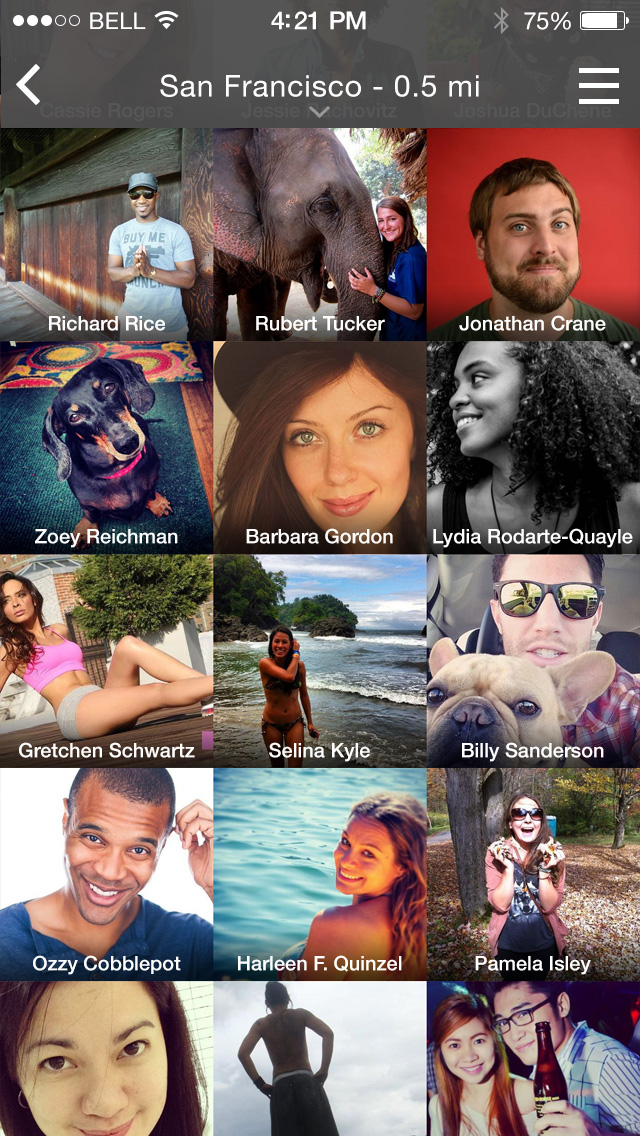 BELL 4:21 PM 75%
San Francisco - 0.5 mi
Cassie Rogers Jessie Joshua DuChene
BUY ME
Richard Rice Rubert Tucker Jonathan Crane
Zoey Reichman Barbara Gordon Lydia Rodarte-Quayle
Gretchen Schwartz Selina Kyle Billy Sanderson
Ozzy Cobblepot Harleen F. Quinzel Pamela Isley